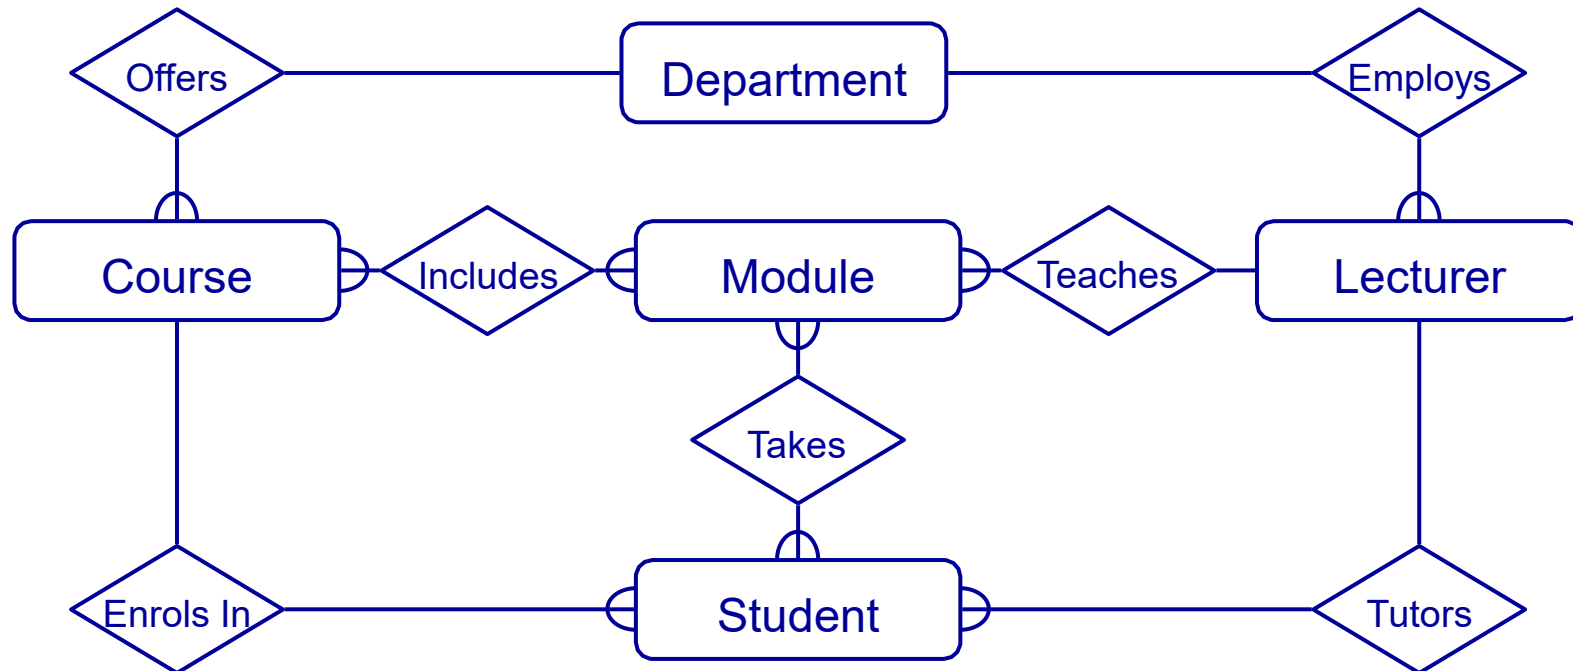 Offers
Department
Employs
Course
Includes
Module
Teaches
Lecturer
Takes
Enrols In
Student
Tutors